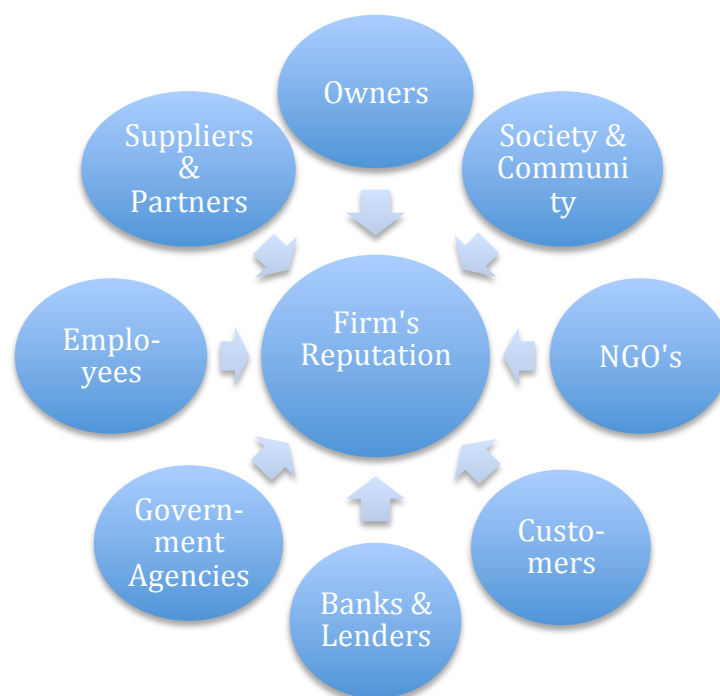 Owners
Suppliers
&
Partners
Society &
Communi
ty
Emplo-
yees
Firm's
Reputation
NGO's
Govern-
ment
Agencies
Custo-
mers
Banks &
Lenders